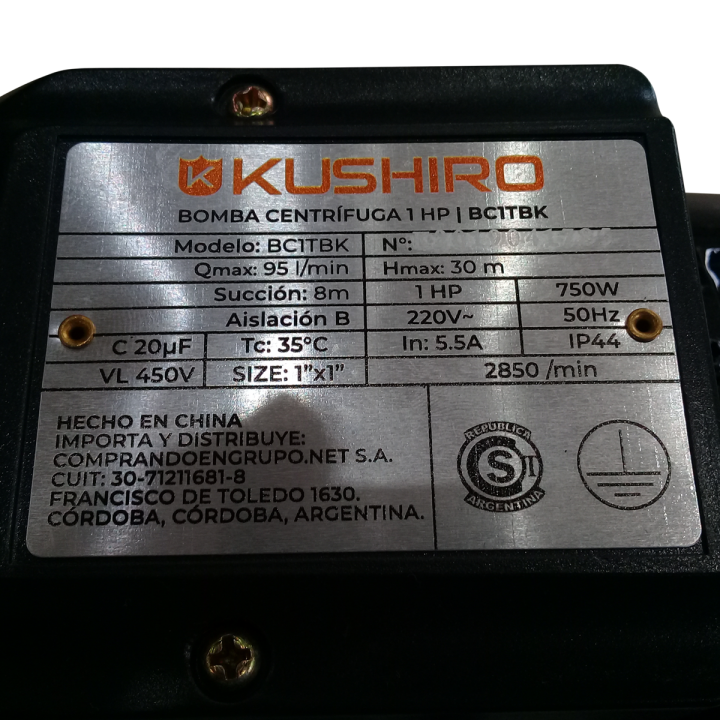 KUSHIRO
BOMBA CENTRÍFUGA 1 HP | BC1TBK
Modelo: BC1TBK N°:
Qmax: 95 l/min Hmax: 30 m
Succión: 8m 1 HP 750W
Aislación B 220V~ 50Hz
C 20µF Tc: 35°C In: 5.5A IP44
VL 450V SIZE: 1"x1" 2850 /min
HECHO EN CHINA
IMPORTA Y DISTRIBUYE:
COMPRANDOENGRUPO.NET S.A.
CUIT: 30-71211681-8
FRANCISCO DE TOLEDO 1630.
CÓRDOBA, CÓRDOBA, ARGENTINA.
REPUBLICA
S
ARGENTINA